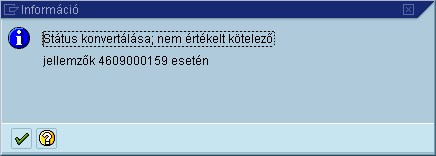 Információ
Státus konvertálása; nem értékelt kötelező
jellemzők 4609000159 esetén